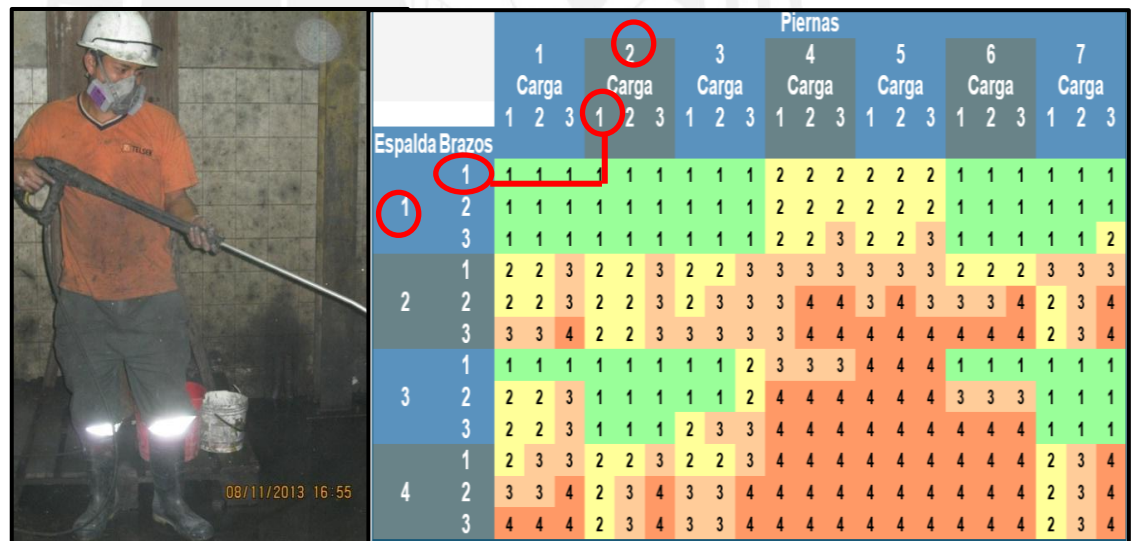 Piernas
1 2 3 4 5 6 7
Carga Carga Carga Carga Carga Carga Carga
1 2 3 1 2 3 1 2 3 1 2 3 1 2 3 1 2 3 1 2 3
Espalda Brazos
1 1 1 1 1 1 1 1 1 1 2 2 2 2 2 2 1 1 1 1 1 1
1 2 1 1 1 1 1 1 1 1 1 2 2 2 2 2 2 1 1 1 1 1 1
3 1 1 1 1 1 1 1 1 1 2 2 3 2 2 3 1 1 1 1 1 2
1 2 2 3 2 2 3 2 2 3 3 3 3 3 3 3 2 2 2 3 3 3
2 2 2 2 3 2 2 3 2 3 3 3 4 4 3 4 3 3 3 4 2 3 4
3 3 3 4 2 2 3 3 3 3 3 4 4 4 4 4 4 4 4 2 3 4
1 1 1 1 1 1 1 1 1 2 3 3 3 4 4 4 1 1 1 1 1 1
3 2 2 2 3 1 1 1 1 1 2 4 4 4 4 4 4 3 3 3 1 1 1
3 2 2 3 1 1 1 2 3 3 4 4 4 4 4 4 4 4 4 1 1 1
1 2 3 3 2 2 3 2 2 3 4 4 4 4 4 4 4 4 4 2 3 4
4 2 3 3 4 2 3 4 3 3 4 4 4 4 4 4 4 4 4 4 2 3 4
3 4 4 4 2 3 4 3 3 4 4 4 4 4 4 4 4 4 4 2 3 4
08/11/2013 16:55